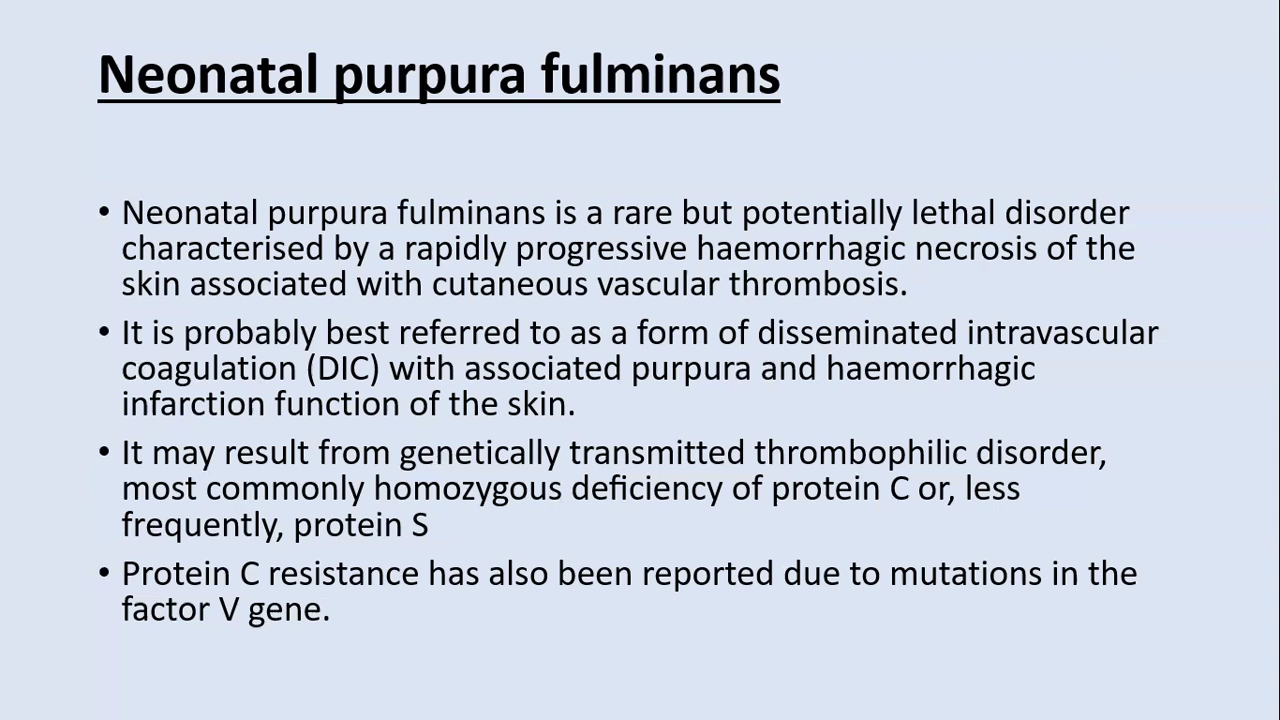 Neonatal purpura fulminans
• Neonatal purpura fulminans is a rare but potentially lethal disorder
characterised by a rapidly progressive haemorrhagic necrosis of the
skin associated with cutaneous vascular thrombosis.
• It is probably best referred to as a form of disseminated intravascular
coagulation (DIC) with associated purpura and haemorrhagic
infarction function of the skin.
• It may result from genetically transmitted thrombophilic disorder,
most commonly homozygous deficiency of protein C or, less
frequently, protein S
• Protein C resistance has also been reported due to mutations in the
factor V gene.